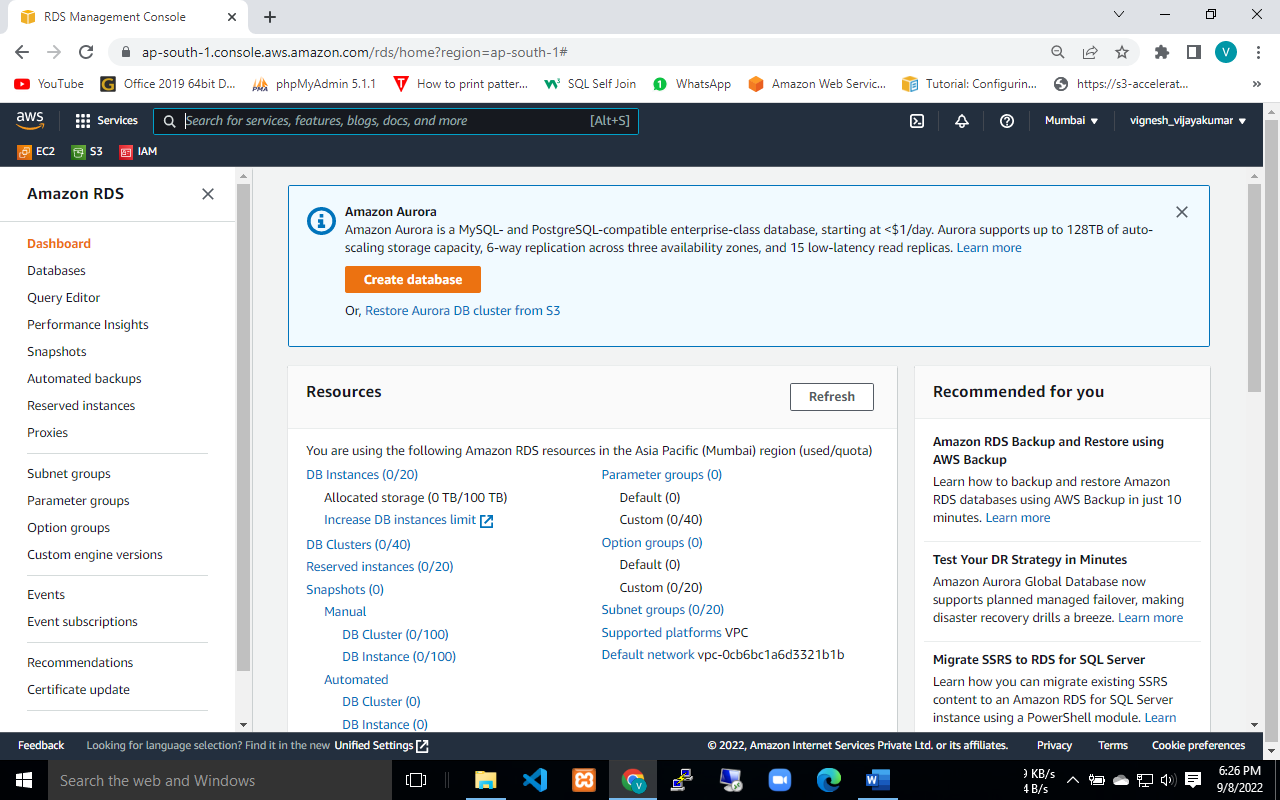 RDS Management Console
ap-south-1.console.aws.amazon.com/rds/home?region=ap-south-1#
V
YouTube
Office 2019 64bit D...
phpMyAdmin 5.1.1
How to print patter...
SQL Self Join
WhatsApp
Amazon Web Servic...
Tutorial: Configurin...
https://s3-accelerat...
»
aws
Services
Search for services, features, blogs, docs, and more
[Alt+S]
Mumbai
vignesh_vijayakumar
EC2
S3
IAM
Amazon RDS
Dashboard
Databases
Query Editor
Performance Insights
Snapshots
Automated backups
Reserved instances
Proxies
Subnet groups
Parameter groups
Option groups
Custom engine versions
Events
Event subscriptions
Recommendations
Certificate update
Amazon Aurora
Amazon Aurora is a MySQL- and PostgreSQL-compatible enterprise-class database, starting at <$1/day. Aurora supports up to 128TB of auto-
scaling storage capacity, 6-way replication across three availability zones, and 15 low-latency read replicas. Learn more
Create database
Or, Restore Aurora DB cluster from S3
Resources
Refresh
You are using the following Amazon RDS resources in the Asia Pacific (Mumbai) region (used/quota)
DB Instances (0/20)
Allocated storage (0 TB/100 TB)
Increase DB instances limit
DB Clusters (0/40)
Reserved instances (0/20)
Snapshots (0)
Manual
DB Cluster (0/100)
DB Instance (0/100)
Automated
DB Cluster (0)
DB Instance (0)
Parameter groups (0)
Default (0)
Custom (0/40)
Option groups (0)
Default (0)
Custom (0/20)
Subnet groups (0/20)
Supported platforms VPC
Default network vpc-0cb6bc1a6d3321b1b
Recommended for you
Amazon RDS Backup and Restore using
AWS Backup
Learn how to backup and restore Amazon
RDS databases using AWS Backup in just 10
minutes. Learn more
Test Your DR Strategy in Minutes
Amazon Aurora Global Database now
supports planned managed failover, making
disaster recovery drills a breeze. Learn more
Migrate SSRS to RDS for SQL Server
Learn how you can migrate existing SSRS
content to an Amazon RDS for SQL Server
instance using a PowerShell module. Learn
Feedback
Looking for language selection? Find it in the new Unified Settings
© 2022, Amazon Internet Services Private Ltd. or its affiliates.
Privacy
Terms
Cookie preferences
Search the web and Windows
KB/s
B/s
6:26 PM
9/8/2022